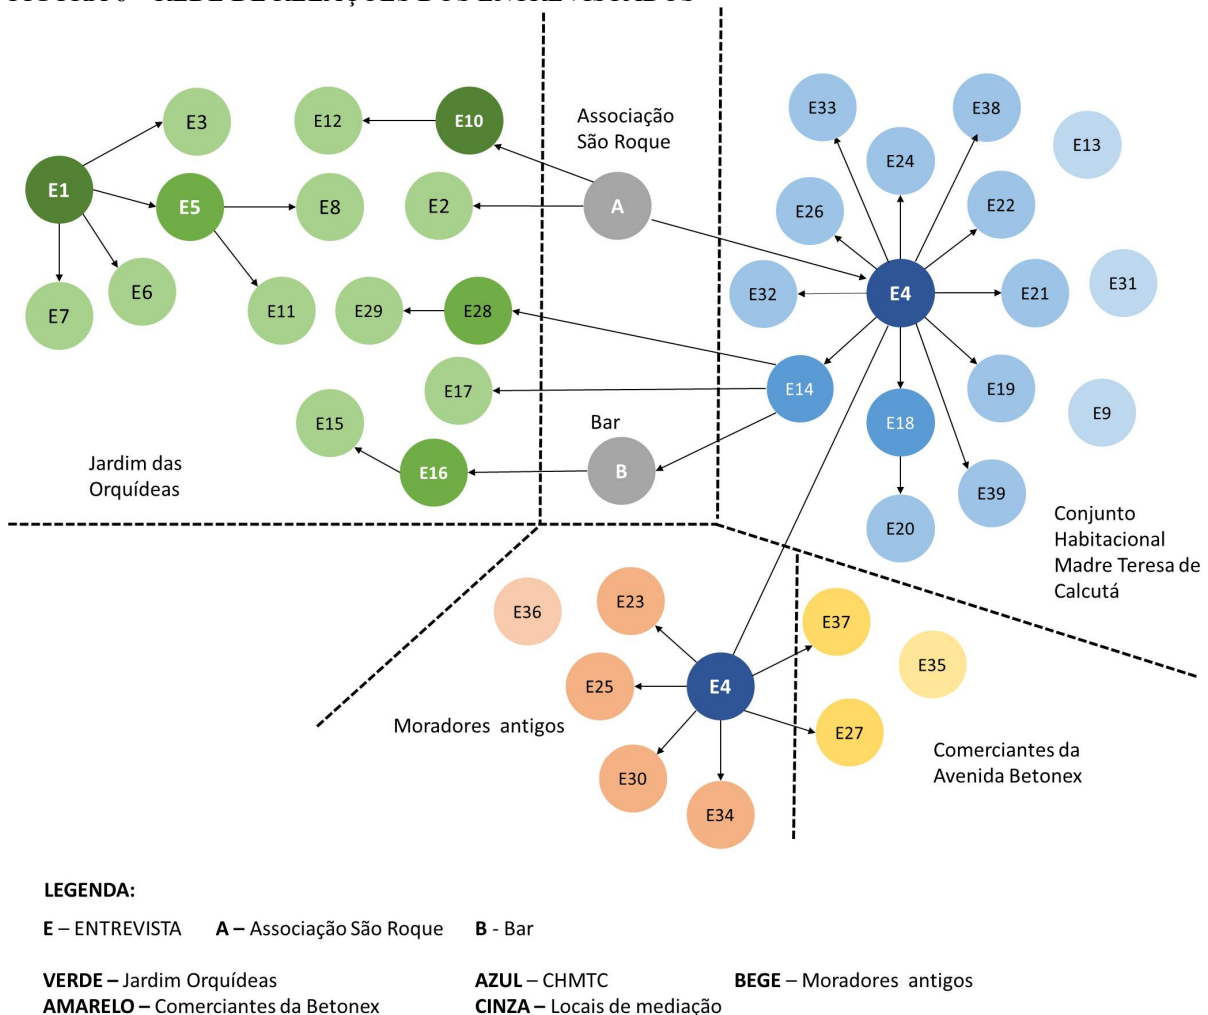 Associação
São Roque
E33
E38
E3
E12
E10
E13
E24
E1
E5
E8
E2
A
E26
E22
E4
E32
E21
E31
E7
E6
E11
E29
E28
E17
E14
E19
E9
E15
Bar
E18
E16
B
Jardim das
Orquídeas
E39
E20
Conjunto
Habitacional
Madre Teresa de
Calcutá
E36
E23
E37
E35
E25
E4
Moradores antigos
E27
Comerciantes da
Avenida Betonex
E30
E34
LEGENDA:
E – ENTREVISTA A – Associação São Roque B - Bar
VERDE – Jardim Orquídeas AZUL – CHMTC BEGE – Moradores antigos
AMARELO – Comerciantes da Betonex CINZA – Locais de mediação